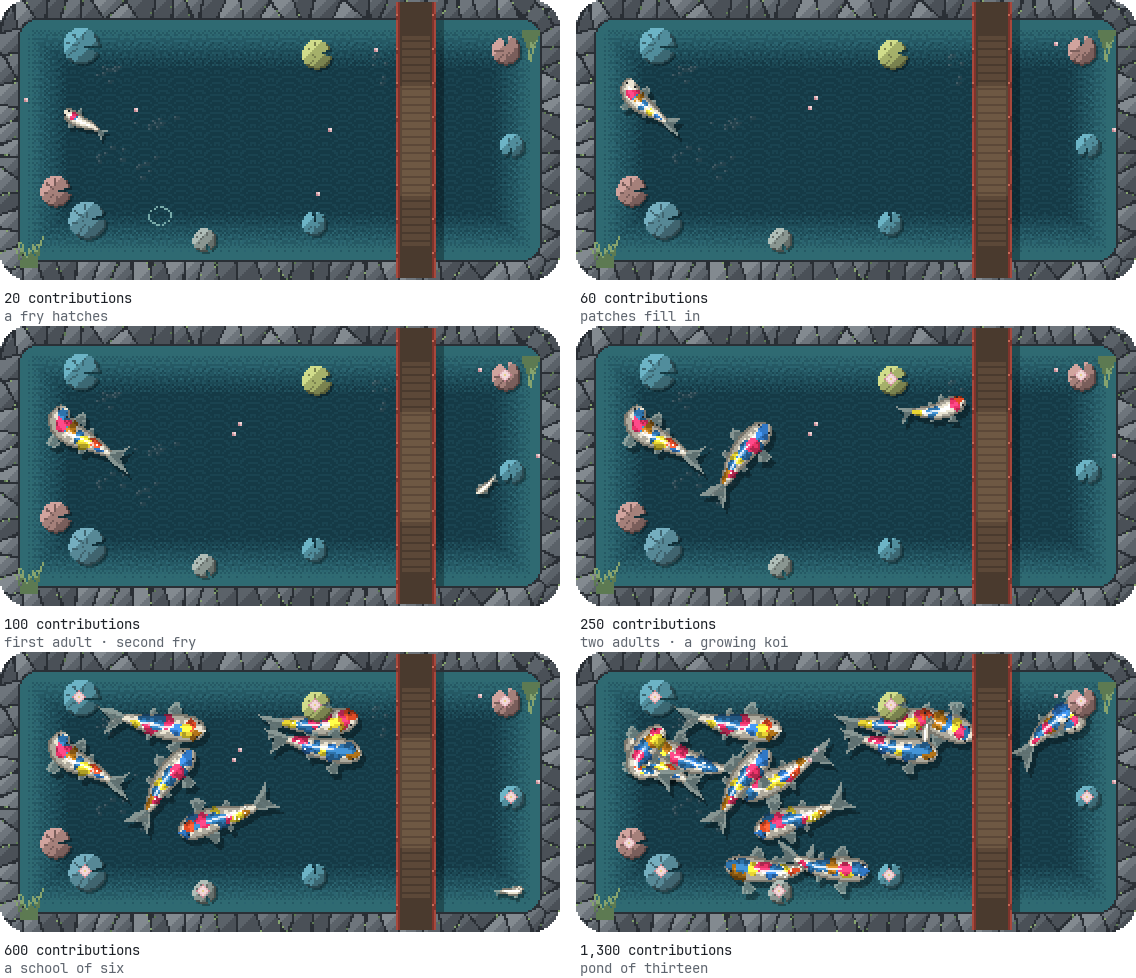 20 contributions
a fry hatches
60 contributions
patches fill in
100 contributions
first adult · second fry
250 contributions
two adults · a growing koi
600 contributions
a school of six
1,300 contributions
pond of thirteen